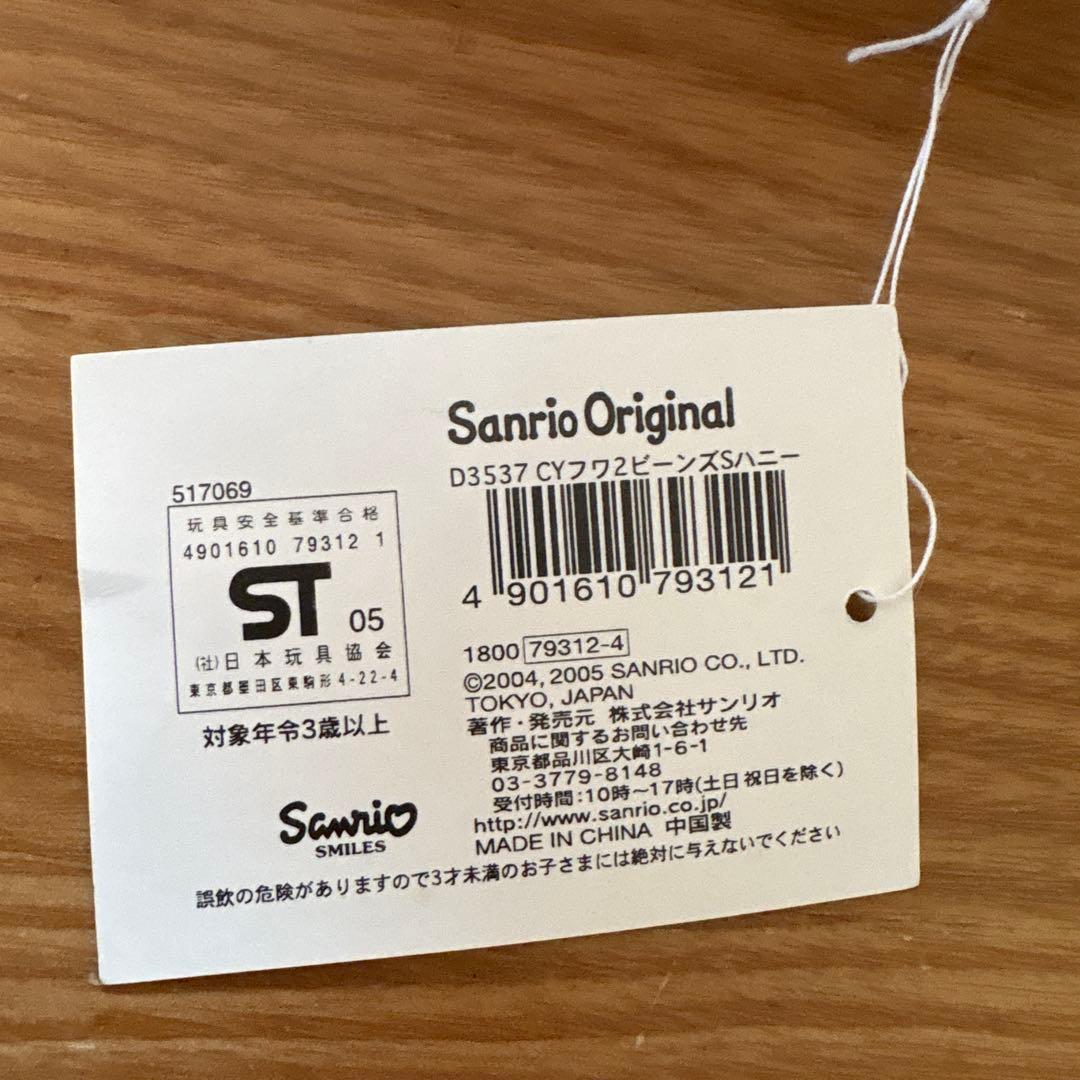 Sanrio Original
D3537 CYフワ2ビーンズSハニー
4 901610 793121
517069
玩具安全基準合格
4901610 79312 1
ST 05
(社)日本玩具協会
東京都墨田区東駒形4-22-4
対象年令3歳以上
1800 79312-4
©2004, 2005 SANRIO CO., LTD.
TOKYO, JAPAN
著作・発売元 株式会社サンリオ
商品に関するお問い合わせ先
東京都品川区大崎1-6-1
03-3779-8148
受付時間:10時〜17時(土日祝日を除く)
http://www.sanrio.co.jp/
MADE IN CHINA 中国製
Sanrio
SMILES
誤飲の危険がありますので3才未満のお子さまには絶対に与えないでください